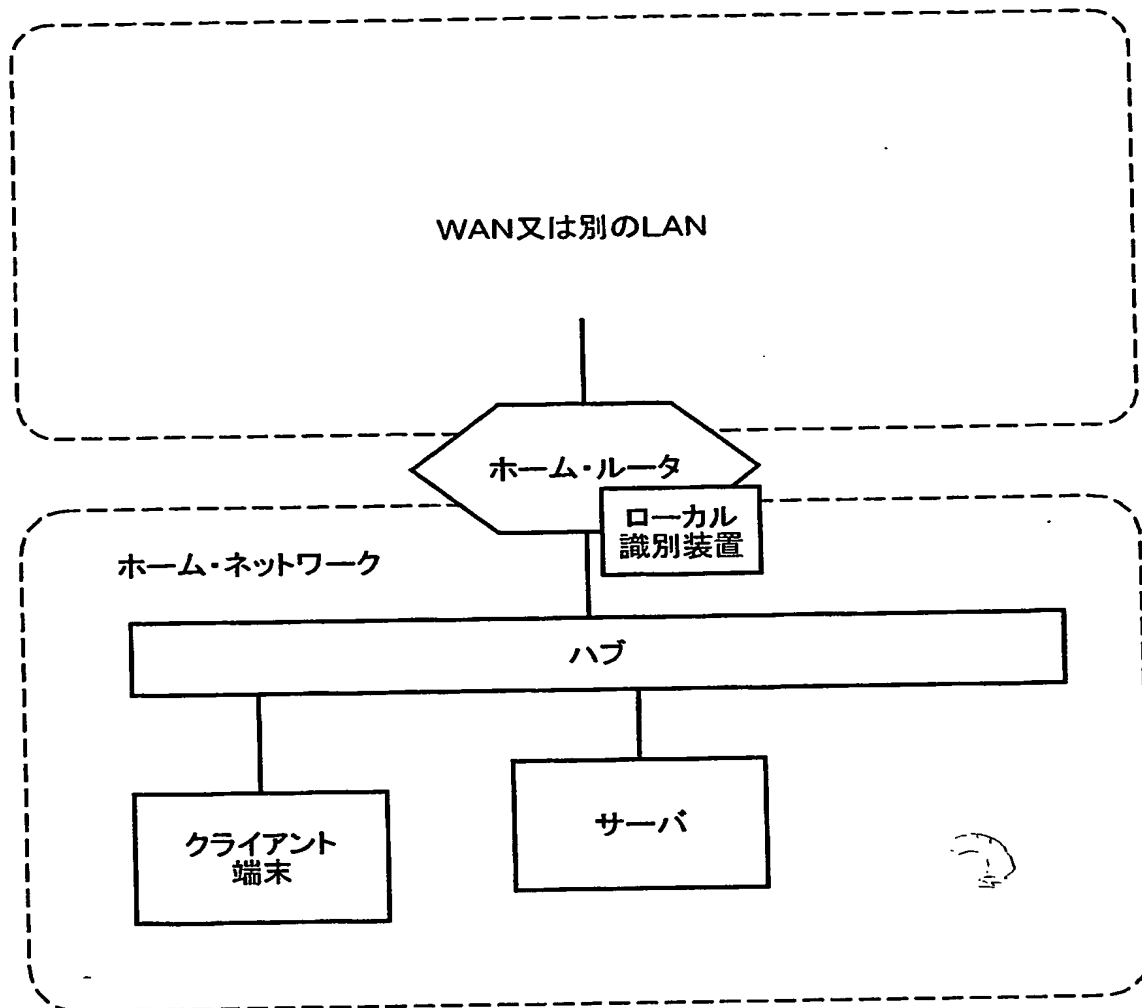 WAN又は別のLAN
ホーム・ルータ
ローカル
識別装置
ホーム・ネットワーク
ハブ
クライアント
端末
サーバ